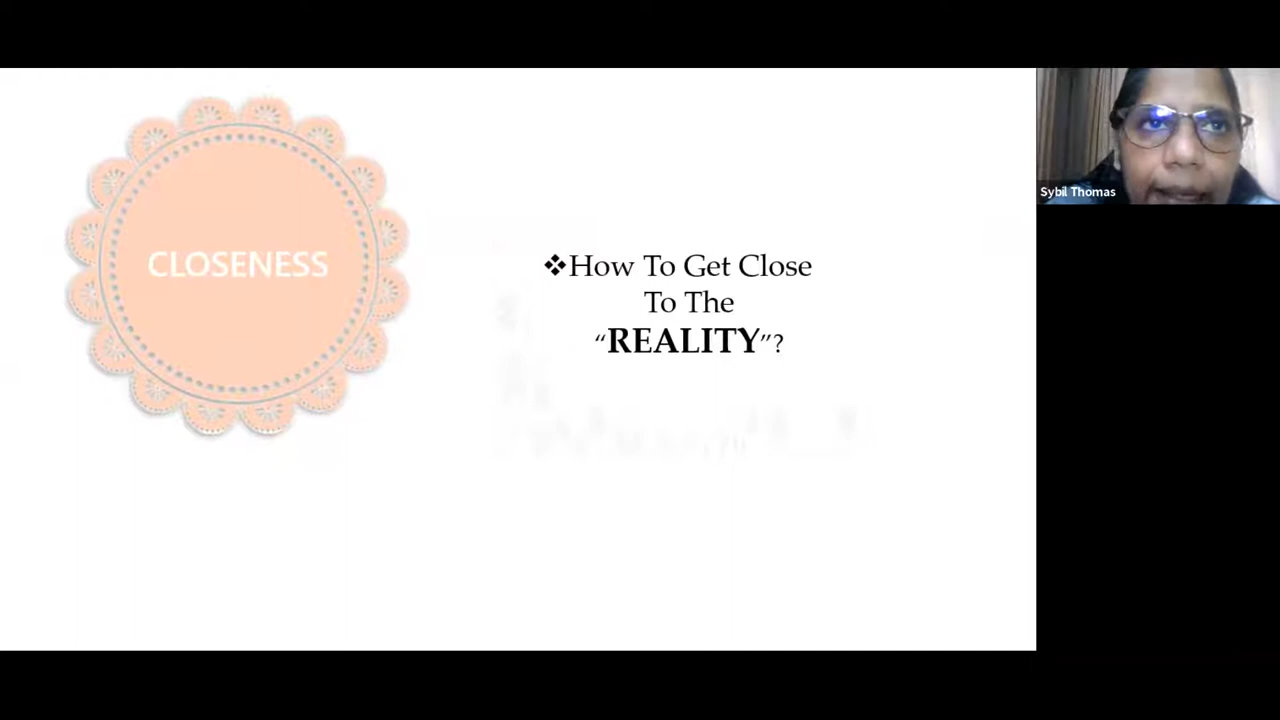 CLOSENESS
❖How To Get Close
To The
“REALITY”?
Sybil Thomas